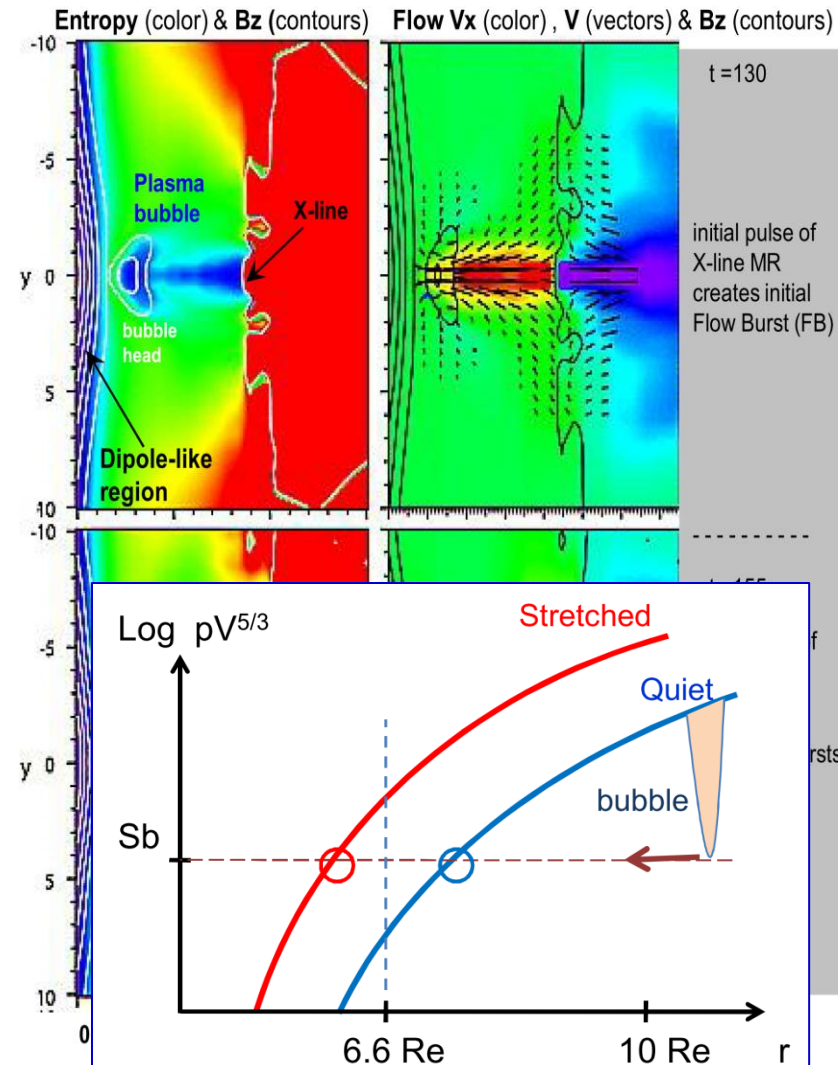 Entropy (color) & Bz (contours)
Flow Vx (color) , V (vectors) & Bz (contours)
-10
-5
y 0
5
10
Plasma
bubble
X-line
bubble
head
Dipole-like
region
t =130
initial pulse of
X-line MR
creates initial
Flow Burst (FB)
- - - - - - - - - -
-10
-5
y 0
5
10
0
Log pV5/3
Stretched
Quiet
bubble
Sb
6.6 Re
10 Re
r